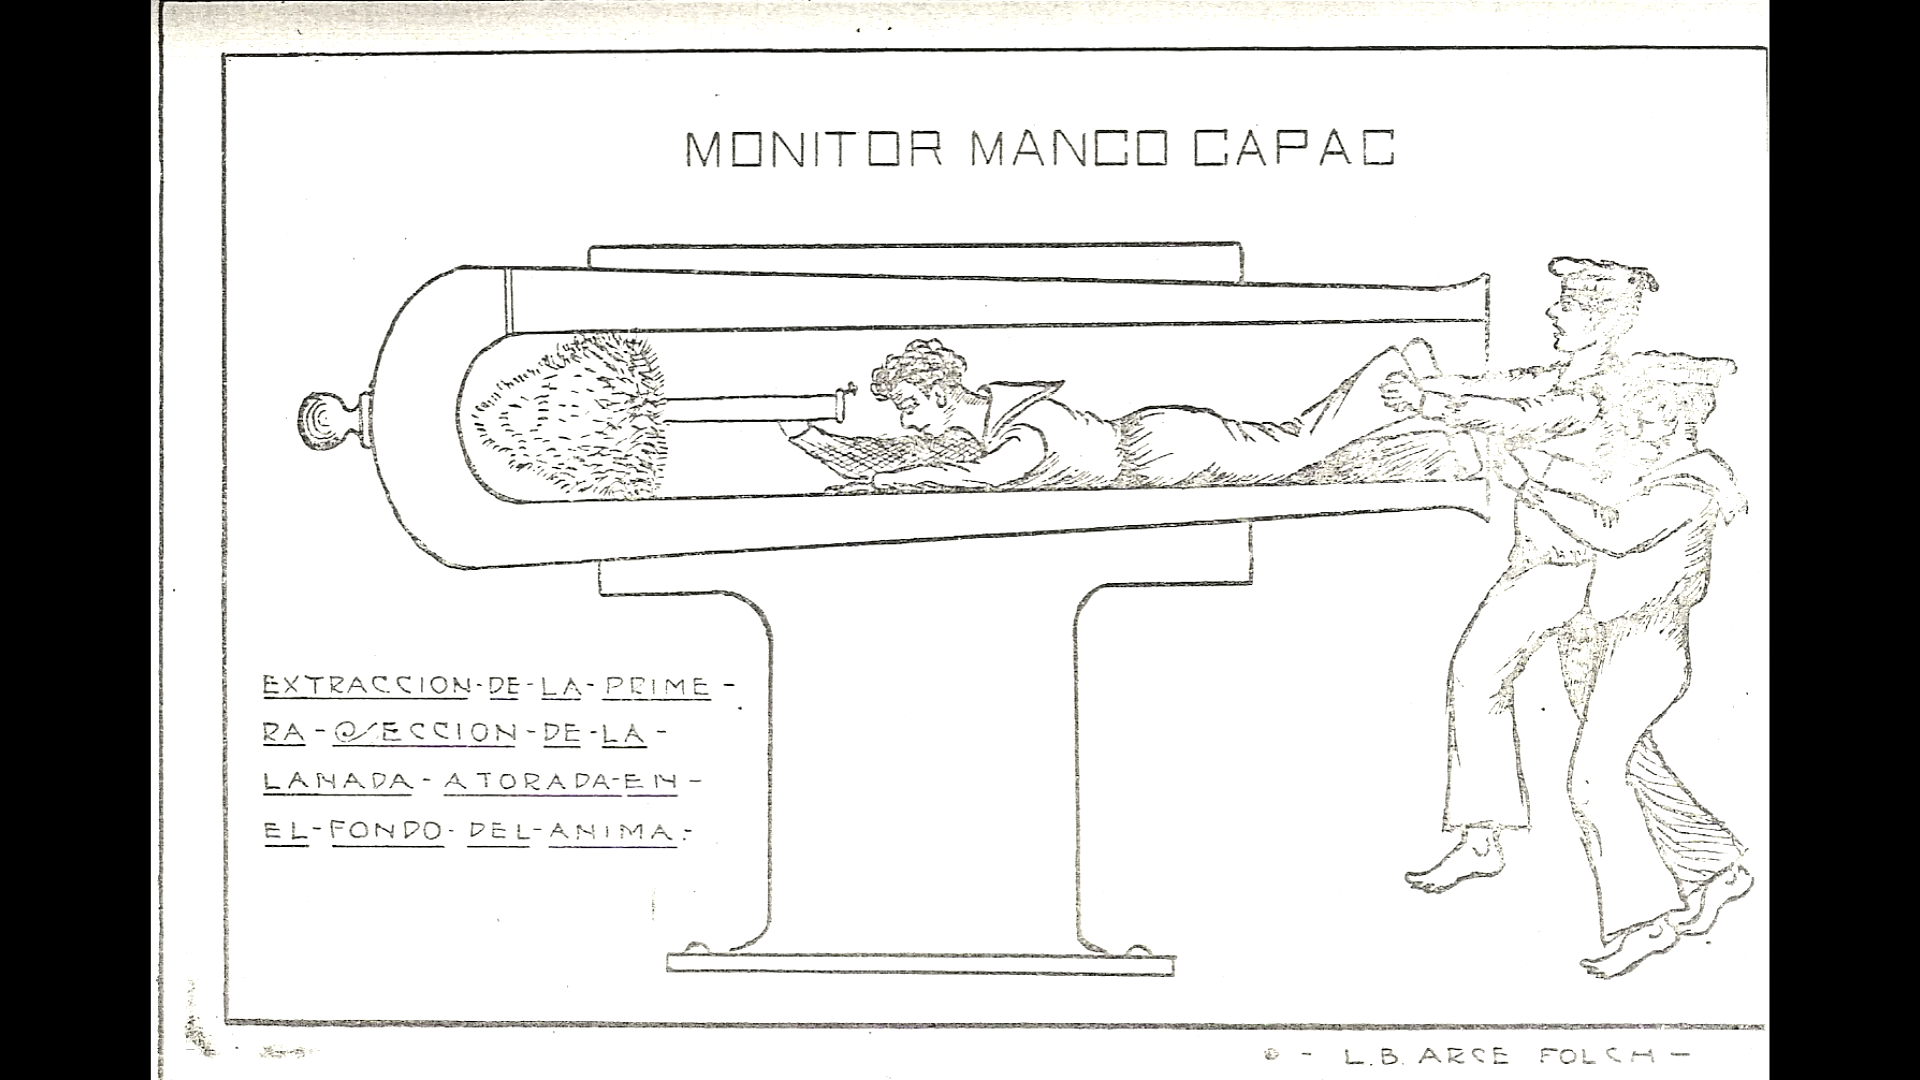 MONITOR MANCO CAPAC
EXTRACCION-DE-LA-PRIME-
RA-SECCION-DE-LA-
LANADA-ATORADA-EN-
EL-FONDO-DEL-ANIMA-
- L.B. ARCE FOLCH -